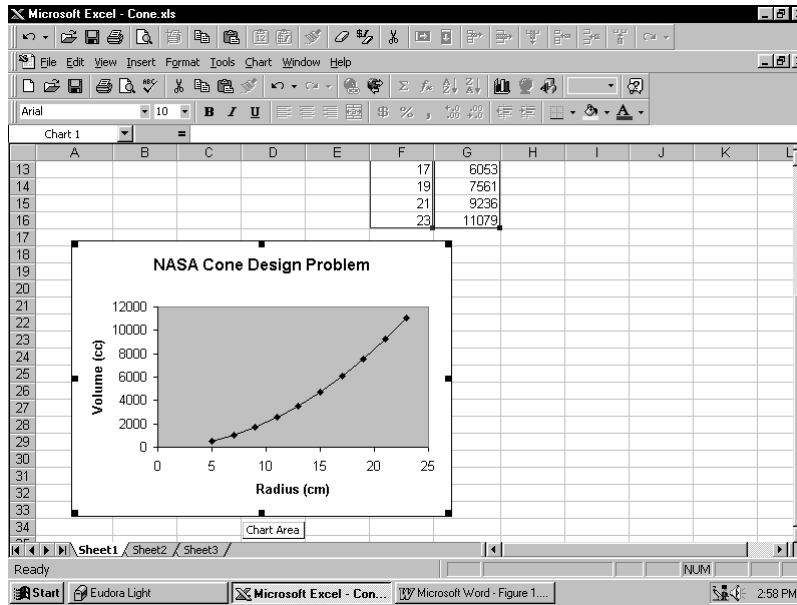 Microsoft Excel - Cone.xls
File Edit View Insert Format Tools Chart Window Help
Arial 10 B I U $ % ,
Chart 1 =
A B C D E F G H I J K L
13 17 6053
14 19 7561
15 21 9236
16 23 11079
17
18
19
20
21
22
23
24
25
26
27
28
29
30
31
32
33
34
NASA Cone Design Problem
12000
10000
8000
6000
4000
2000
0
Volume (cc)
0 5 10 15 20 25
Radius (cm)
Chart Area
Sheet1 Sheet2 Sheet3
Ready NUM
Start Eudora Light Microsoft Excel - Con... Microsoft Word - Figure 1.... 2:58 PM